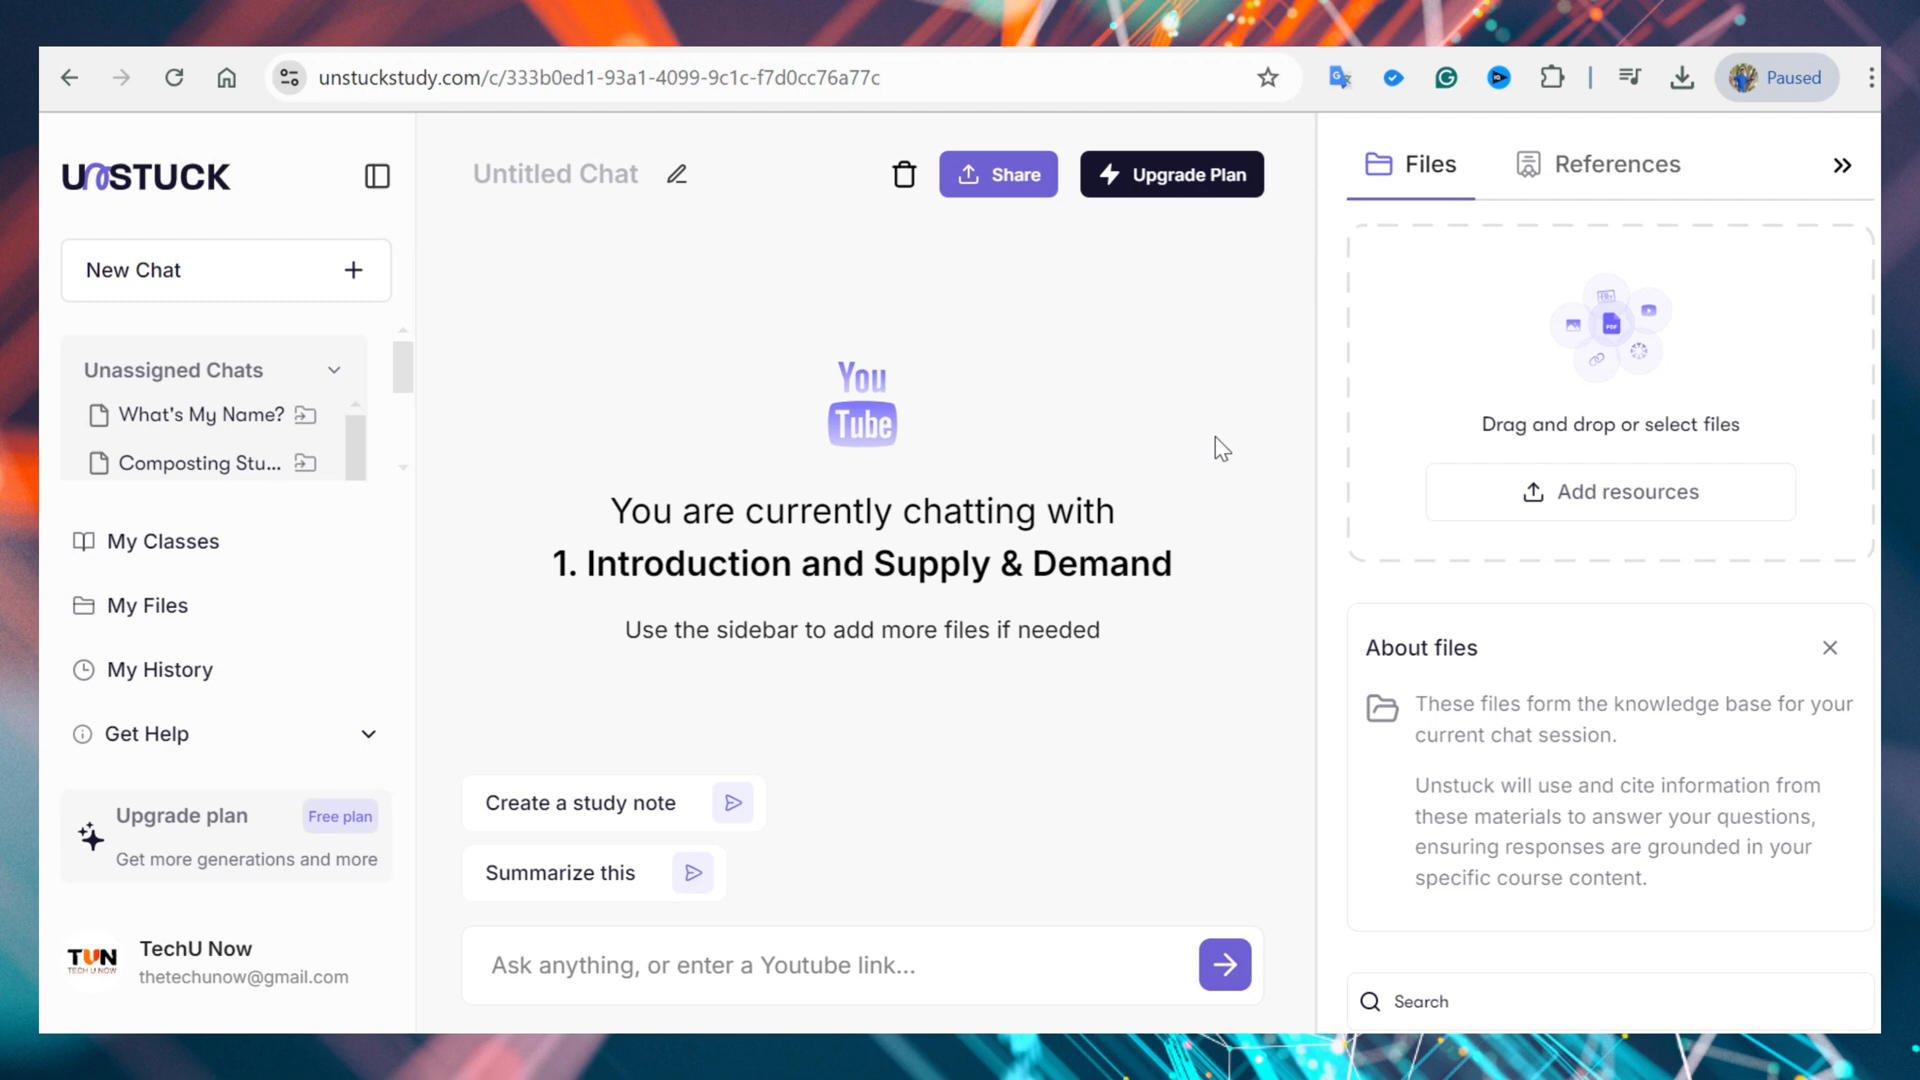 unstuckstudy.com/c/333b0ed1-93a1-4099-9c1c-f7d0cc76a77c
Paused
UNSTUCK
New Chat
Unassigned Chats
What's My Name?
Composting Stu...
My Classes
My Files
My History
Get Help
Upgrade plan
Free plan
Get more generations and more
TUN
TECH U NOW
TechU Now
thetechunow@gmail.com
Untitled Chat
Share
Upgrade Plan
You
Tube
You are currently chatting with
1. Introduction and Supply & Demand
Use the sidebar to add more files if needed
Create a study note
Summarize this
Ask anything, or enter a Youtube link...
Files
References
PDF
Drag and drop or select files
Add resources
About files
These files form the knowledge base for your
current chat session.
Unstuck will use and cite information from
these materials to answer your questions,
ensuring responses are grounded in your
specific course content.
Search